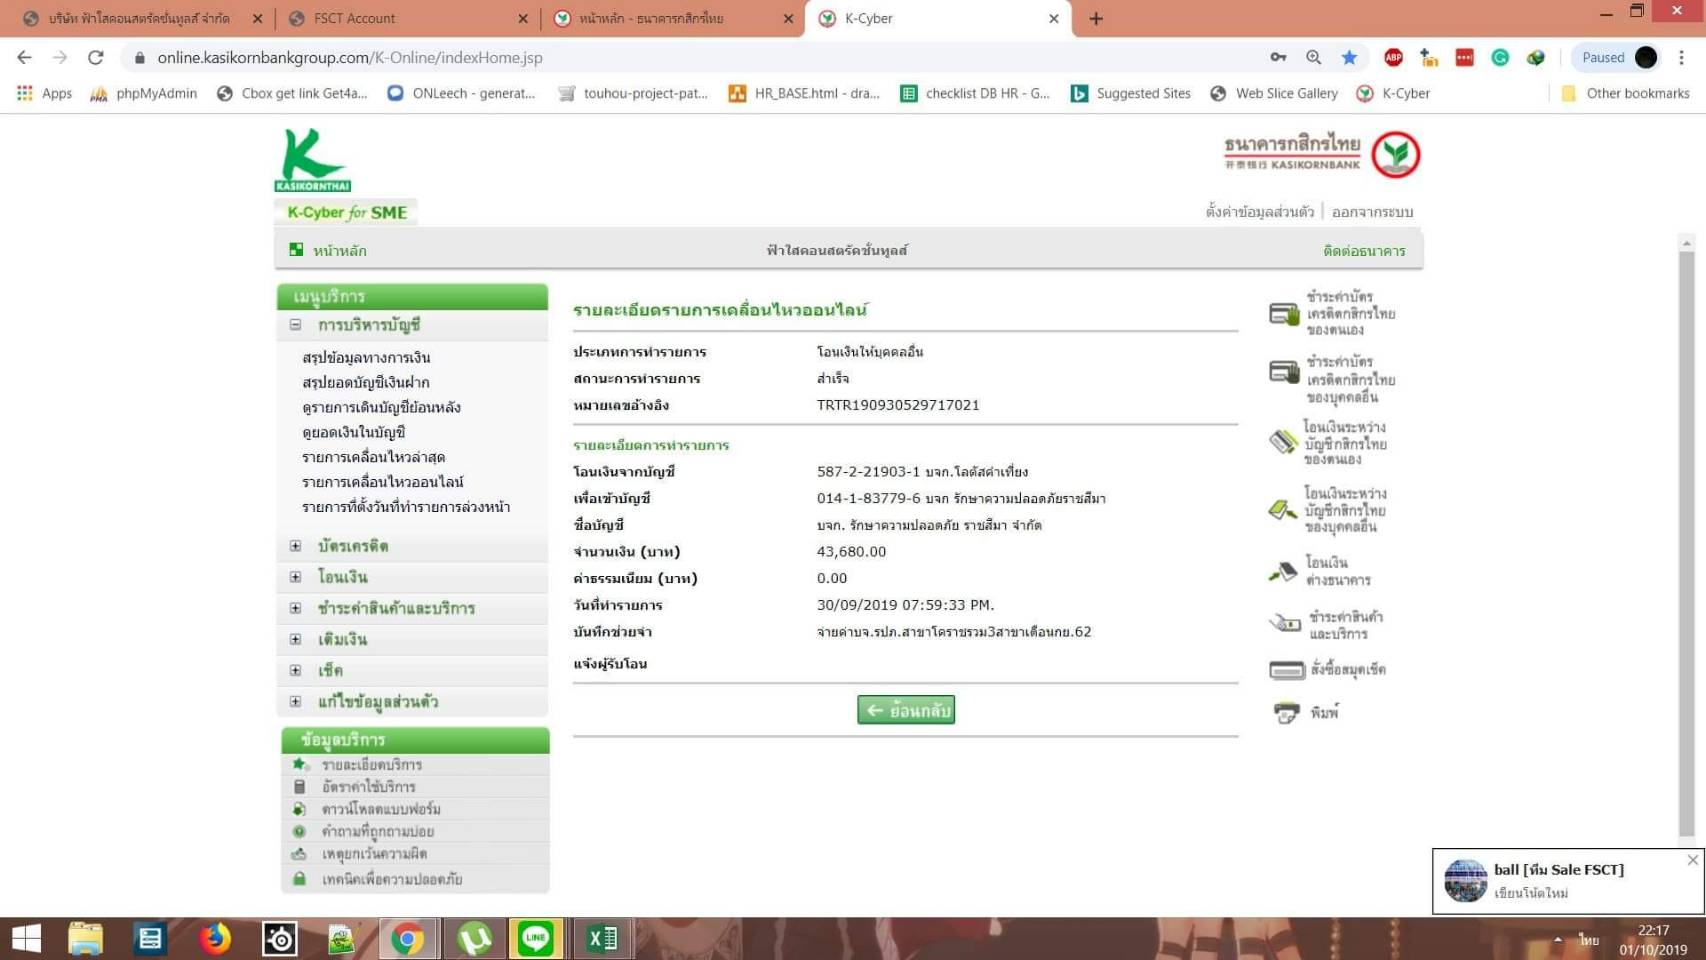 บริษัท ฟ้าใสคอนสตรัคชั่นทูลส์ จำกัด
FSCT Account
หน้าหลัก - ธนาคารกสิกรไทย
K-Cyber
online.kasikornbankgroup.com/K-Online/indexHome.jsp
ABP
Paused
Apps
phpMyAdmin
Cbox get link Get4a...
ONLeech - generat...
touhou-project-pat...
HR_BASE.html - dra...
checklist DB HR - G...
Suggested Sites
Web Slice Gallery
K-Cyber
Other bookmarks
KASIKORNTHAI
ธนาคารกสิกรไทย
开泰银行 KASIKORNBANK
K-Cyber for SME
ตั้งค่าข้อมูลส่วนตัว
ออกจากระบบ
หน้าหลัก
ฟ้าใสคอนสตรัคชั่นทูลส์
ติดต่อธนาคาร
เมนูบริการ
การบริหารบัญชี
สรุปข้อมูลทางการเงิน
สรุปยอดบัญชีเงินฝาก
ดูรายการเดินบัญชีย้อนหลัง
ดูยอดเงินในบัญชี
รายการเคลื่อนไหวล่าสุด
รายการเคลื่อนไหวออนไลน์
รายการที่ตั้งวันที่ทำรายการล่วงหน้า
บัตรเครดิต
โอนเงิน
ชำระค่าสินค้าและบริการ
เติมเงิน
เช็ค
แก้ไขข้อมูลส่วนตัว
ข้อมูลบริการ
รายละเอียดบริการ
อัตราค่าใช้บริการ
ดาวน์โหลดแบบฟอร์ม
คำถามที่ถูกถามบ่อย
เหตุยกเว้นความผิด
เทคนิคเพื่อความปลอดภัย
รายละเอียดรายการเคลื่อนไหวออนไลน์
ประเภทการทำรายการ โอนเงินให้บุคคลอื่น
สถานะการทำรายการ สำเร็จ
หมายเลขอ้างอิง TRTR190930529717021
รายละเอียดการทำรายการ
โอนเงินจากบัญชี 587-2-21903-1 บจก.โลตัสค่าเที่ยง
เพื่อเข้าบัญชี 014-1-83779-6 บจก รักษาความปลอดภัยราชสีมา
ชื่อบัญชี บจก. รักษาความปลอดภัย ราชสีมา จำกัด
จำนวนเงิน (บาท) 43,680.00
ค่าธรรมเนียม (บาท) 0.00
วันที่ทำรายการ 30/09/2019 07:59:33 PM.
บันทึกช่วยจำ จ่ายค่าบจ.รปภ.สาขาโคราชรวม3สาขาเดือนกย.62
แจ้งผู้รับโอน
ย้อนกลับ
ชำระค่าบัตร
เครดิตกสิกรไทย
ของตนเอง
ชำระค่าบัตร
เครดิตกสิกรไทย
ของบุคคลอื่น
โอนเงินระหว่าง
บัญชีกสิกรไทย
ของตนเอง
โอนเงินระหว่าง
บัญชีกสิกรไทย
ของบุคคลอื่น
โอนเงิน
ต่างธนาคาร
ชำระค่าสินค้า
และบริการ
สั่งซื้อสมุดเช็ค
พิมพ์
ball [ทีม Sale FSCT]
เขียนโน้ตใหม่
LINE
ไทย
22:17
01/10/2019